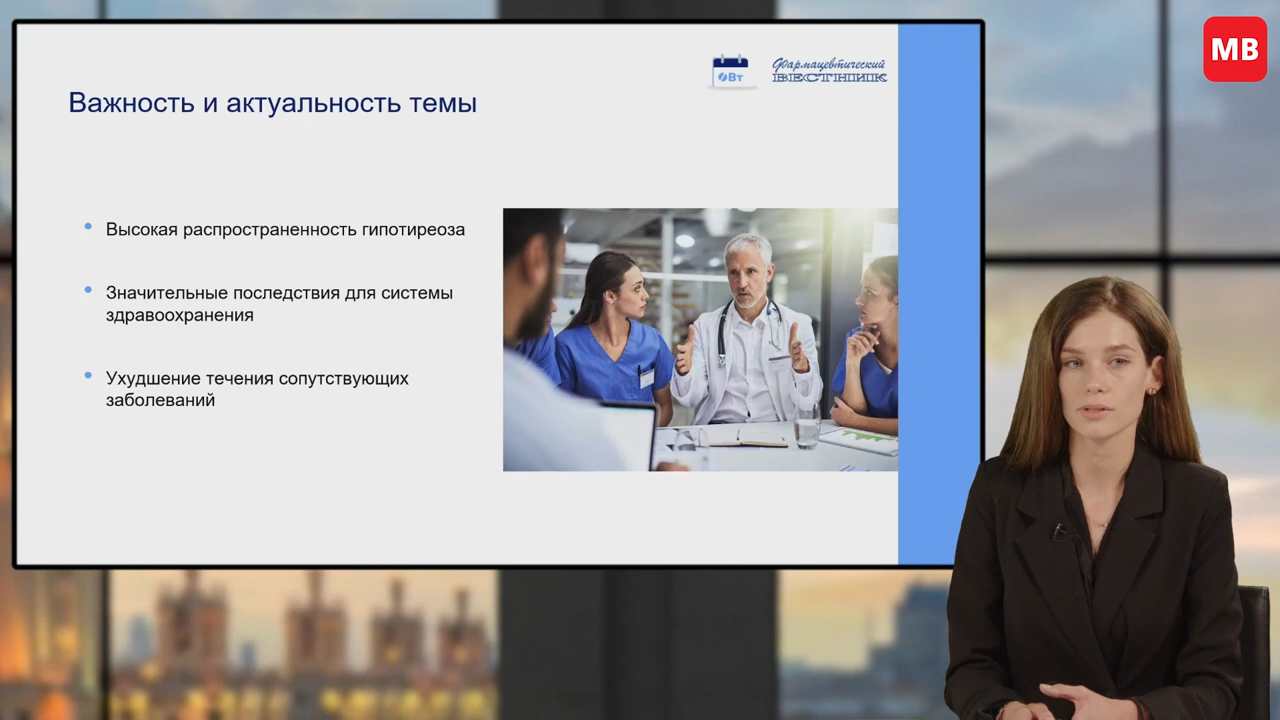 МВ
Фармацевтический
ВЕСТНИК
ФВт
Важность и актуальность темы
Высокая распространенность гипотиреоза
Значительные последствия для системы
здравоохранения
Ухудшение течения сопутствующих
заболеваний